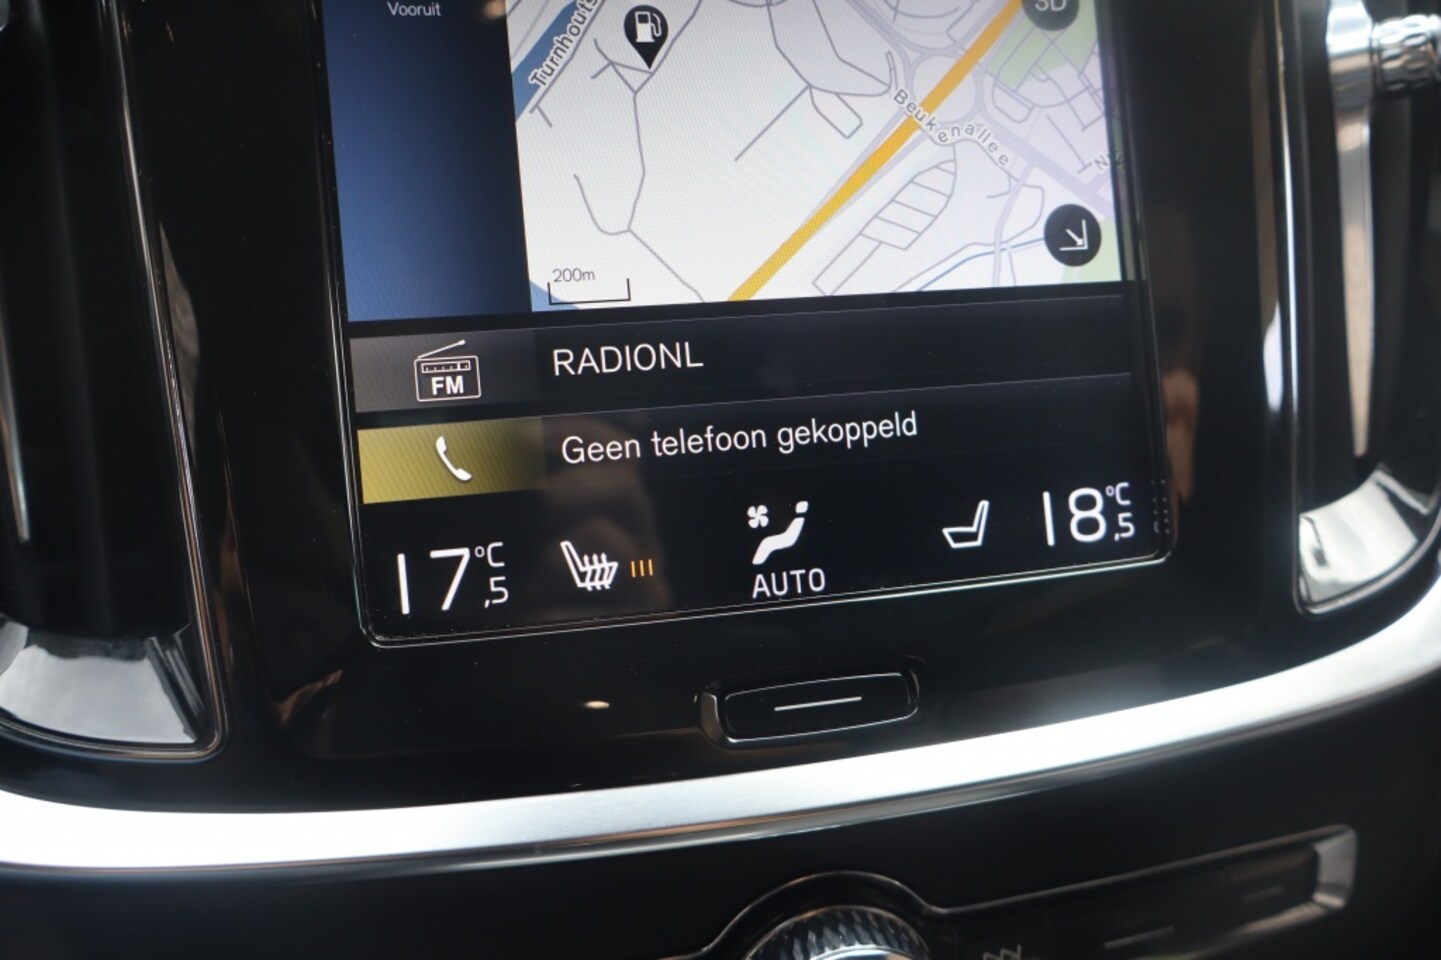 Vooruit
3D
Turnhouts
Beukenallee
200m
FM
RADIONL
Geen telefoon gekoppeld
17,5 °C
AUTO
18,5 °C